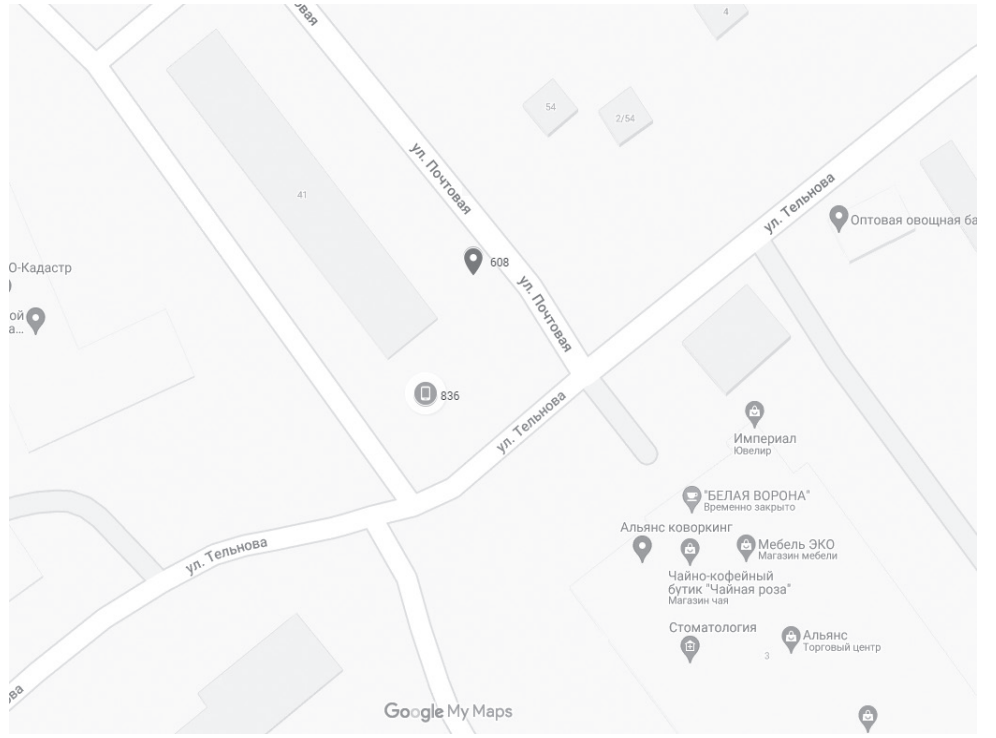 овая
4
54
2/54
ул. Почтовая
41
ул. Тельнова
Оптовая овощная ба
608
О-Кадастр
ул. Почтовая
ой
а...
836
ул. Тельнова
Империал
Ювелир
"БЕЛАЯ ВОРОНА"
Временно закрыто
Альянс коворкинг
Мебель ЭКО
Магазин мебели
ул. Тельнова
Чайно-кофейный
бутик "Чайная роза"
Магазин чая
Стоматология
Альянс
Торговый центр
3
ова
Google My Maps